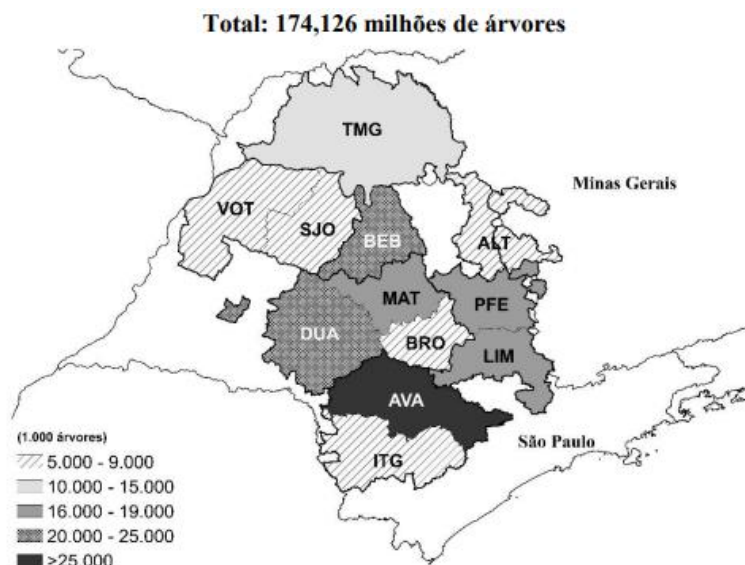 Total: 174,126 milhões de árvores
TMG
Minas Gerais
VOT
SJO
BEB
ALT
MAT
PFE
DUA
BRO
LIM
AVA
São Paulo
ITG
(1.000 árvores)
5.000 - 9.000
10.000 - 15.000
16.000 - 19.000
20.000 - 25.000
>25.000